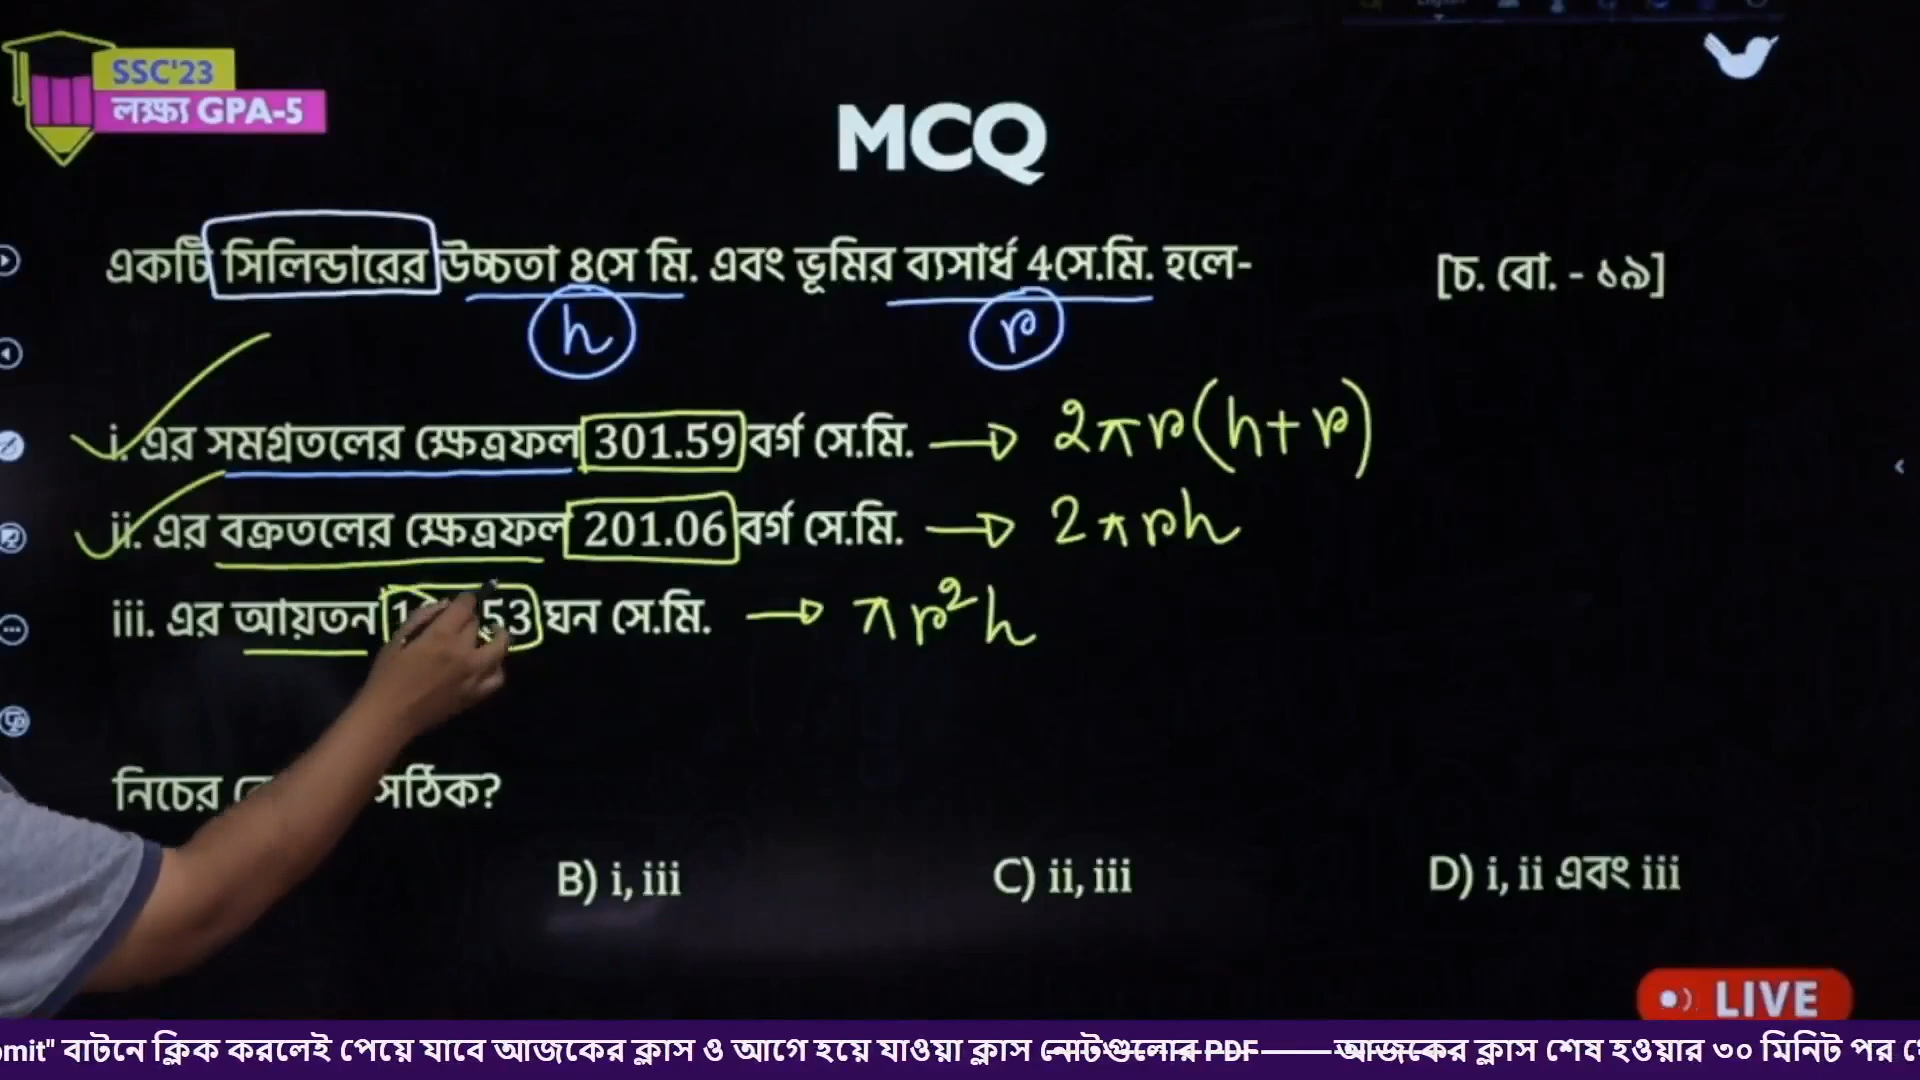 SSC'23
লক্ষ্য GPA-5
MCQ
একটি সিলিন্ডারের উচ্চতা 8সে মি. এবং ভূমির ব্যসার্ধ 4সে.মি. হলে- [চ. বো. - ১৯]
h r
i. এর সমগ্রতলের ক্ষেত্রফল 301.59 বর্গ সে.মি. → 2πr(h+r)
ii. এর বক্রতলের ক্ষেত্রফল 201.06 বর্গ সে.মি. → 2πrh
iii. এর আয়তন 53 ঘন সে.মি. → πr²h
নিচের সঠিক?
B) i, iii C) ii, iii D) i, ii এবং iii
LIVE
omit" বাটনে ক্লিক করলেই পেয়ে যাবে আজকের ক্লাস ও আগে হয়ে যাওয়া ক্লাস নোটগুলোর PDF —— আজকের ক্লাস শেষ হওয়ার ৩০ মিনিট পর